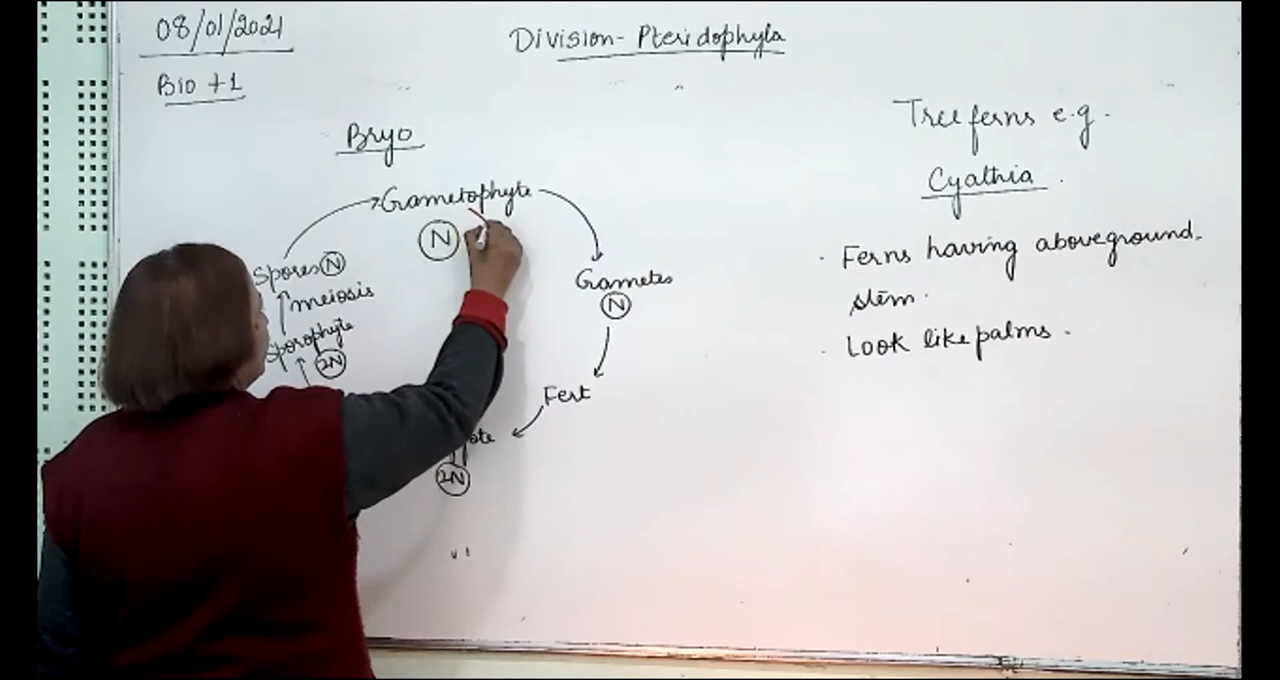 08/01/2021
Bio +1
Division- Pteridophyta
Bryo
Gametophyte
N
Spores N
meiosis
Sporophyte
2N
Gametes
N
Fert
ote
2N
Tree ferns e.g.
Cyathia.
· Ferns having aboveground.
stem.
· Look like palms.